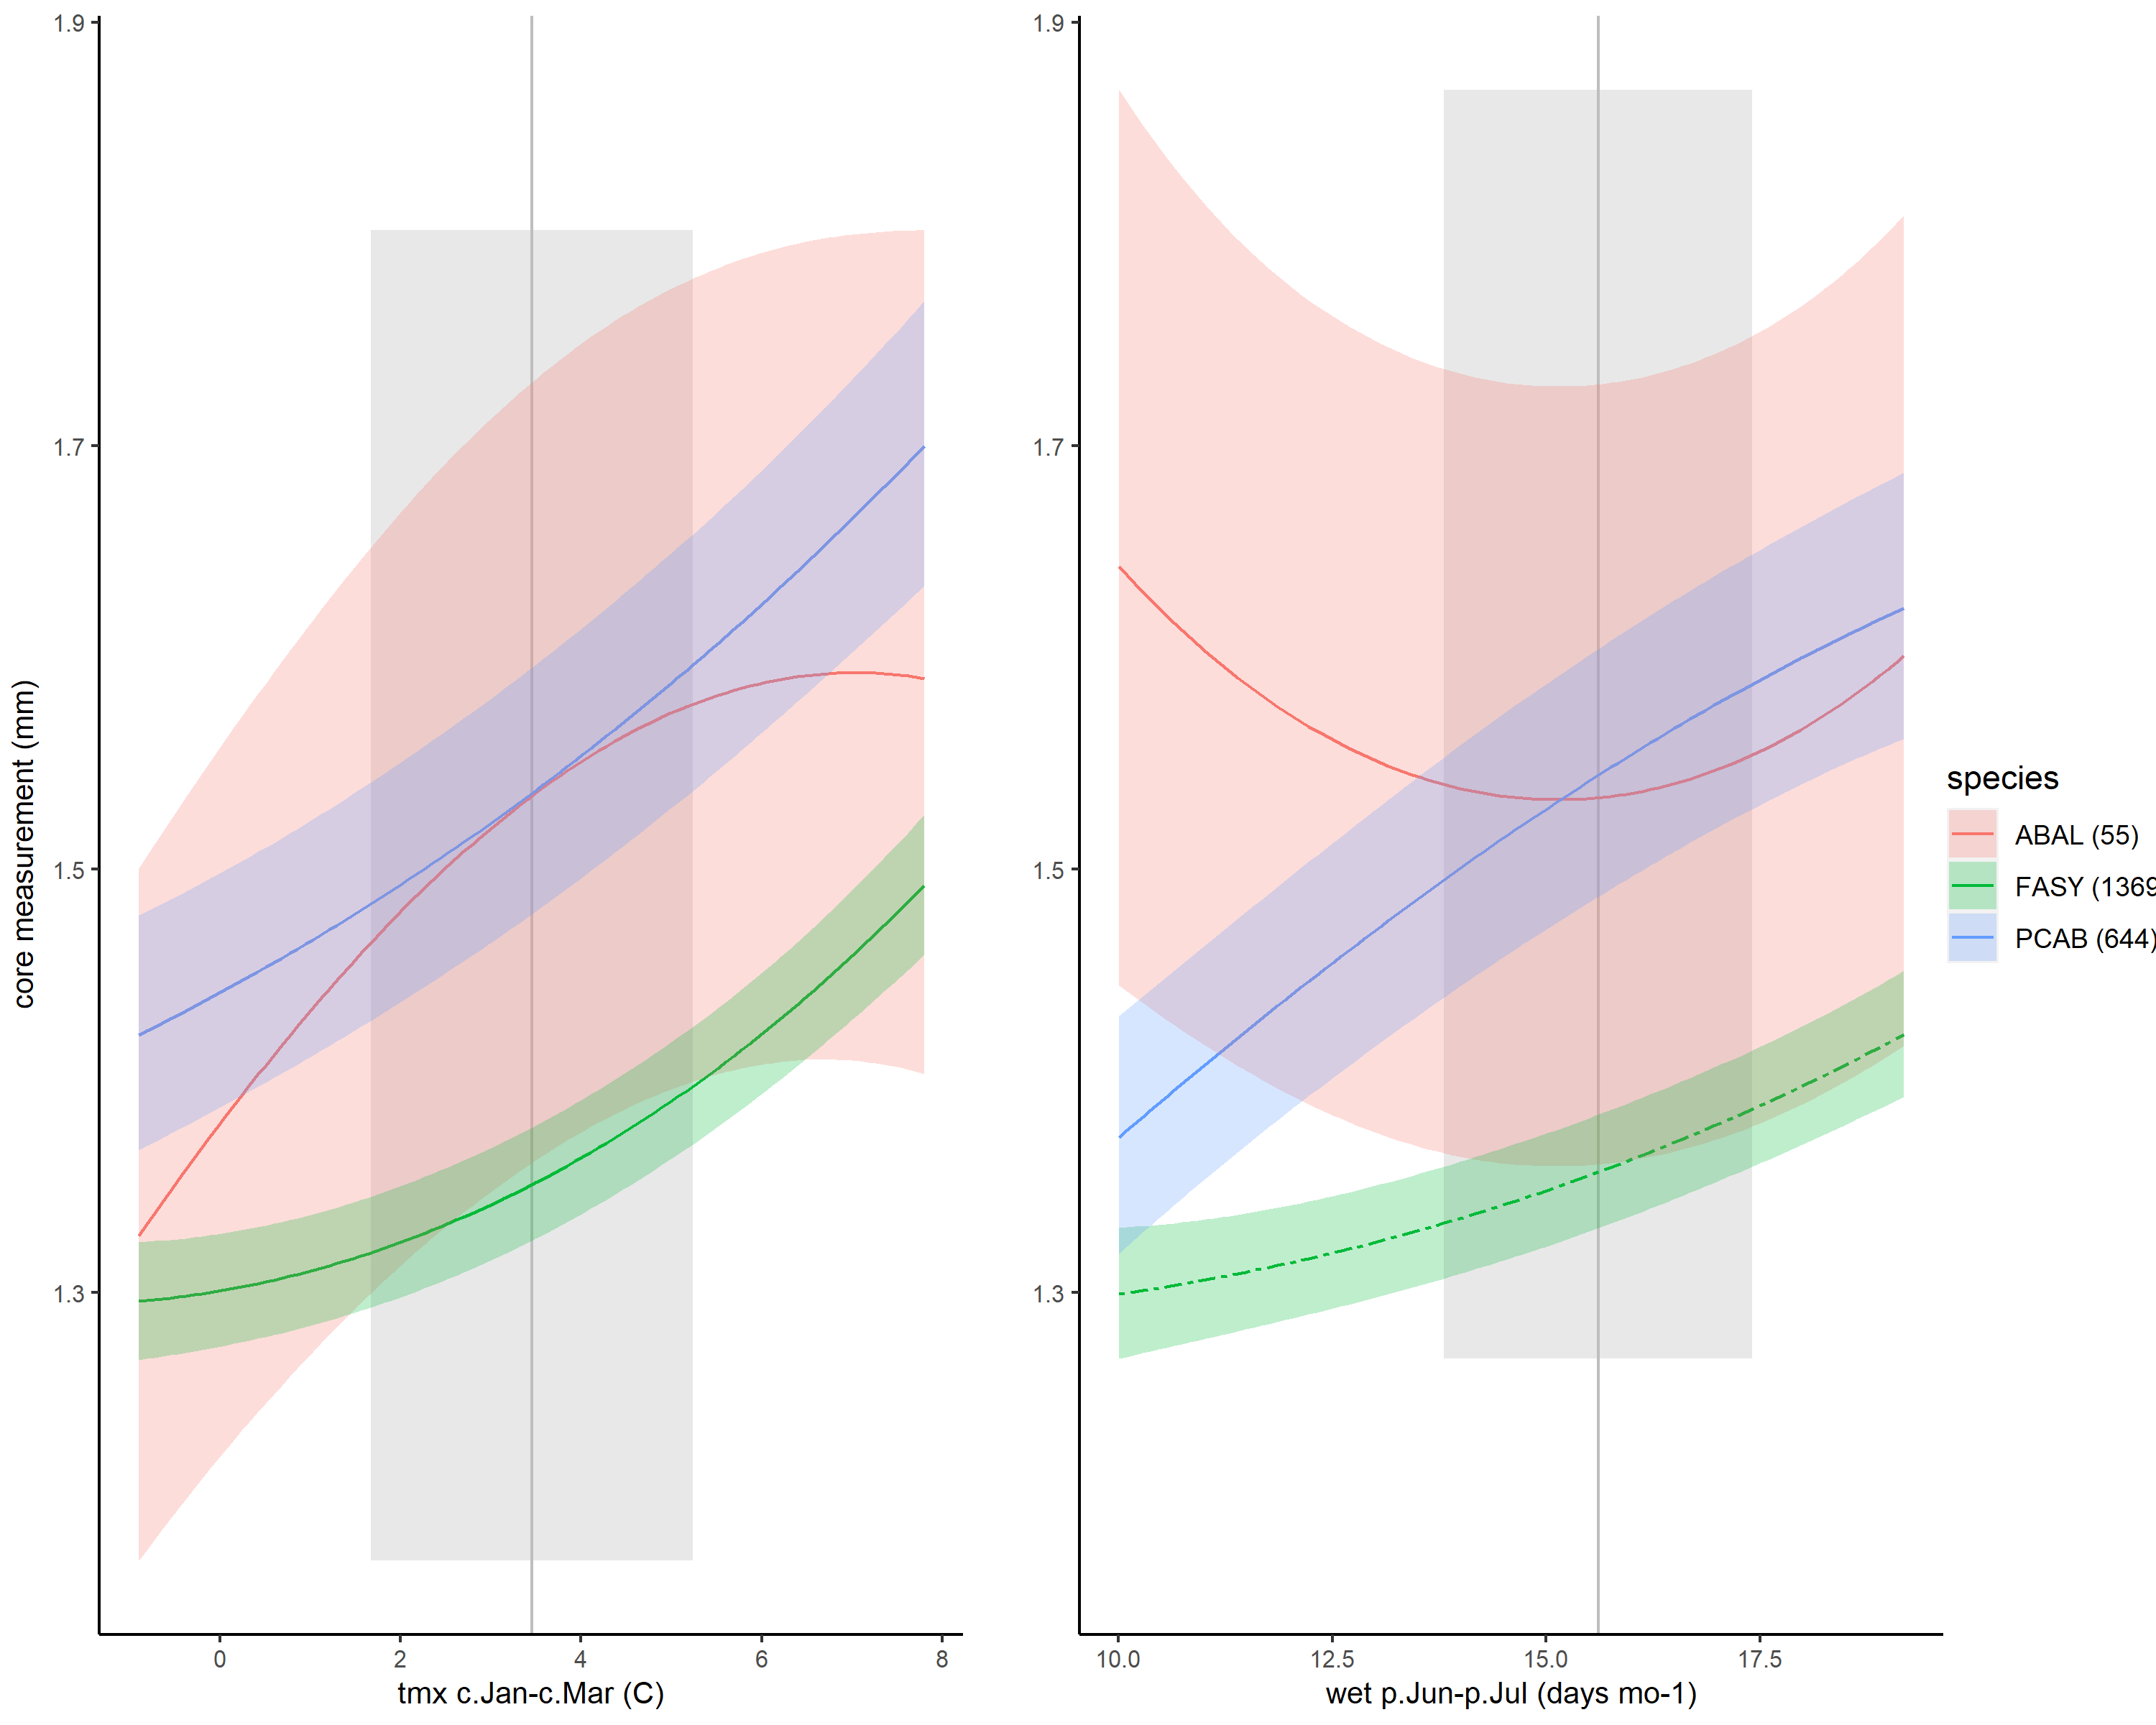 1.9
1.7
1.5
1.3
core measurement (mm)
0 2 4 6 8
tmx c.Jan-c.Mar (C)
1.9
1.7
1.5
1.3
10.0 12.5 15.0 17.5
wet p.Jun-p.Jul (days mo-1)
species
ABAL (55)
FASY (1369
PCAB (644)